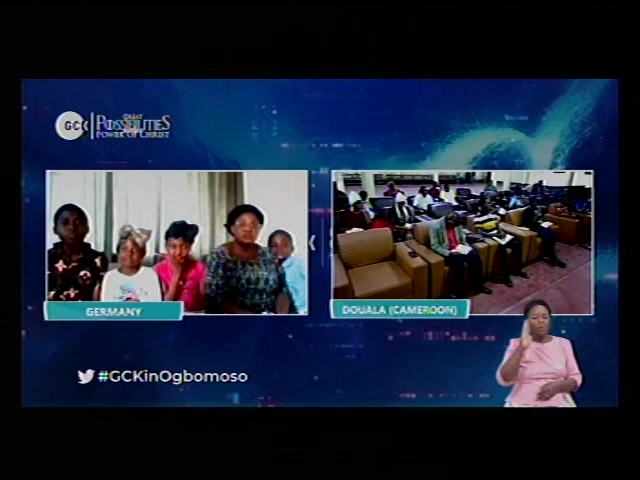 GCK
GREAT
POSSIBILITIES
POWER OF CHRIST
GERMANY
DOUALA (CAMEROON)
#GCKinOgbomoso